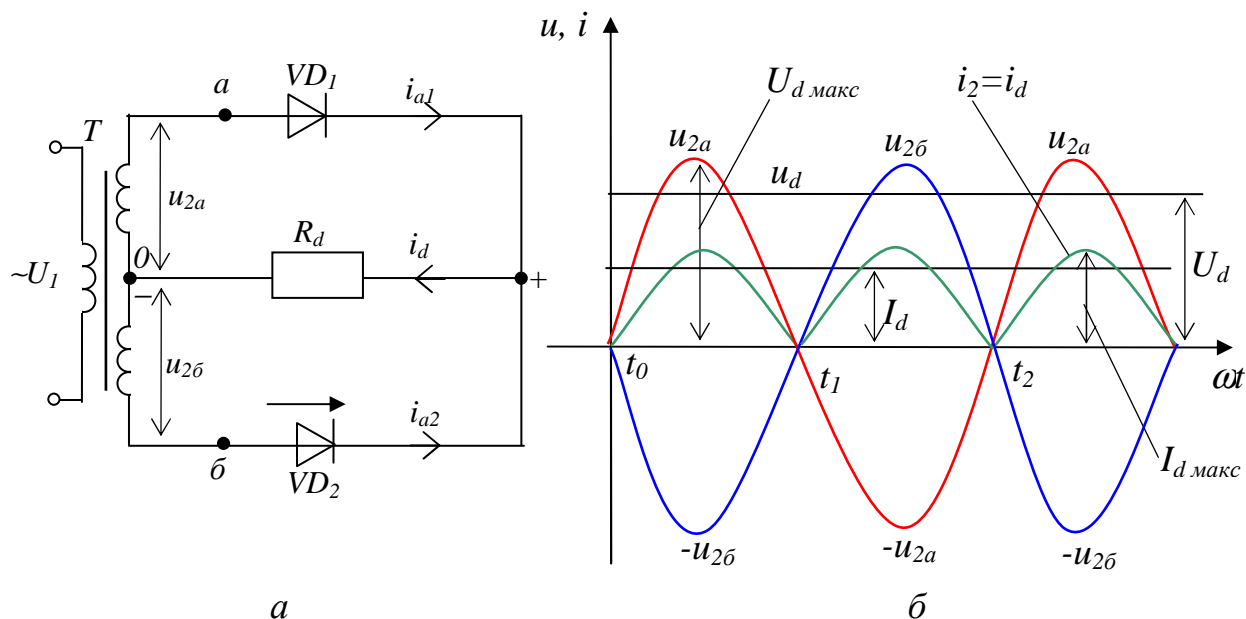 a
VD1
ia1
T
u2a
0
Rd
id
~U1
−
+
u2б
ia2
б
VD2
a
u, i
Ud макс
i2=id
u2a
u2б
u2a
ud
Ud
Id
t0
t1
t2
ωt
Id макс
-u2б
-u2a
-u2б
б